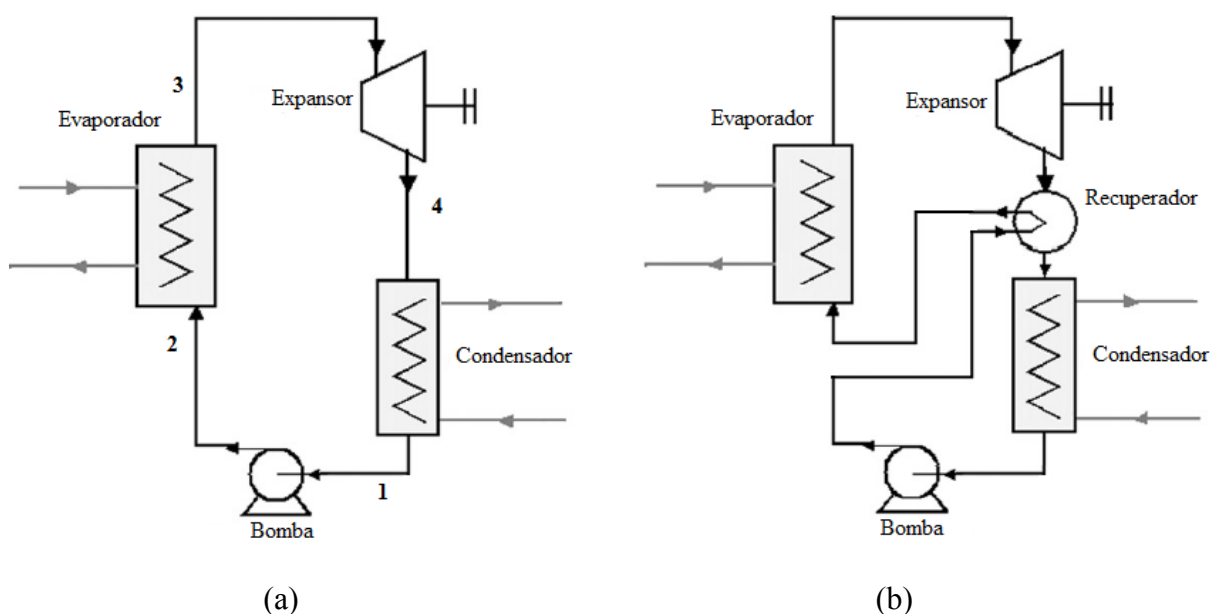 3
Expansor
Evaporador
4
2
Condensador
1
Bomba
(a)
Expansor
Evaporador
Recuperador
Condensador
Bomba
(b)